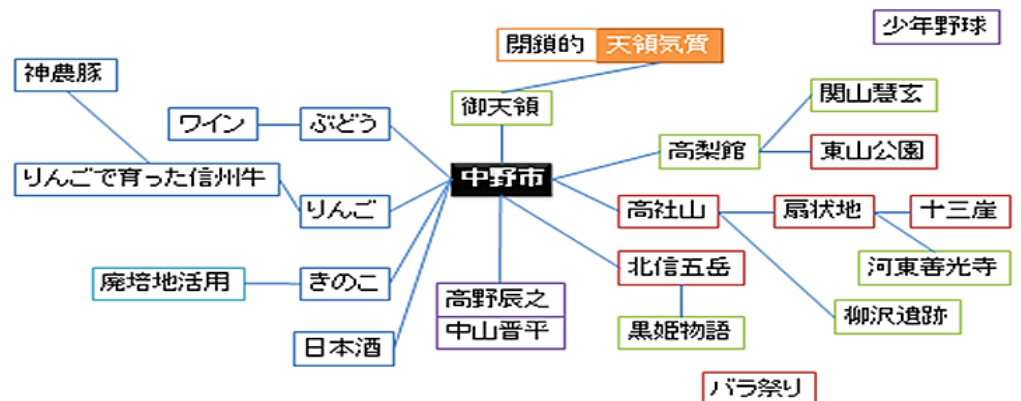 少年野球
閉鎖的 天領気質
神農豚
御天領
関山慧玄
ワイン
ぶどう
高梨館
東山公園
りんごで育った信州牛
中野市
りんご
高社山
扇状地
十三崖
北信五岳
河東善光寺
廃培地活用
きのこ
高野辰之
中山晋平
黒姫物語
柳沢遺跡
日本酒
バラ祭り